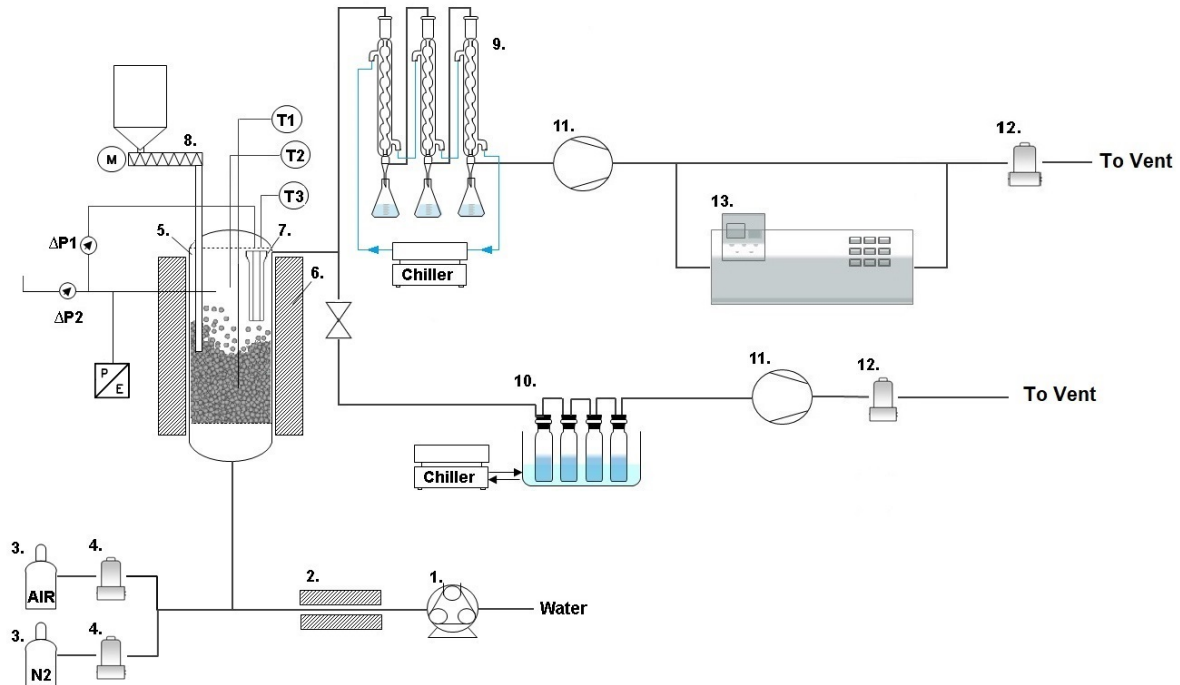 9.
T1
11.
12.
8.
M
To Vent
T2
13.
T3
5.
7.
ΔP1
6.
Chiller
ΔP2
11.
12.
P
E
10.
To Vent
Chiller
3.
4.
2.
1.
AIR
Water
3.
4.
N2